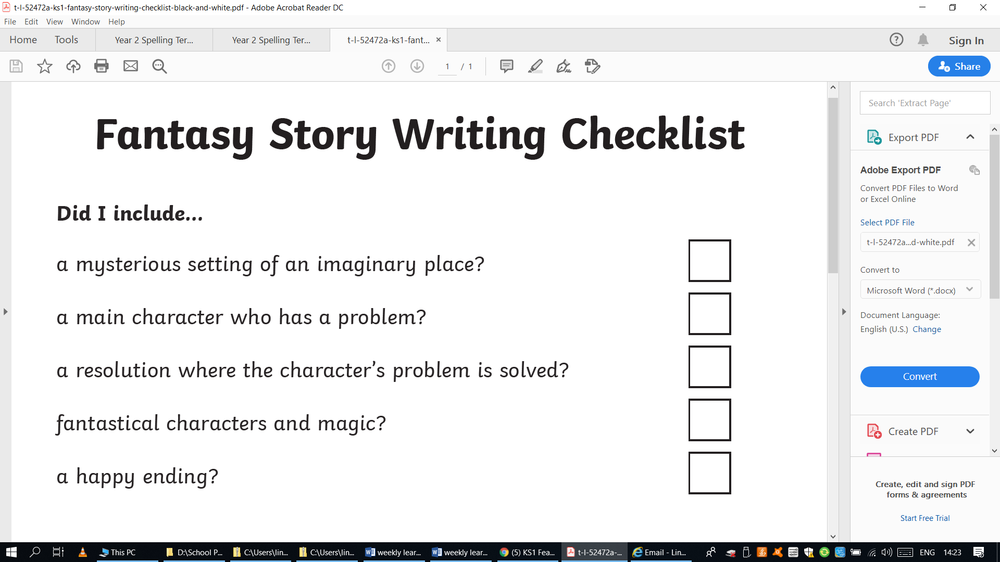 t-l-52472a-ks1-fantasy-story-writing-checklist-black-and-white.pdf - Adobe Acrobat Reader DC
File Edit View Window Help
Home Tools Year 2 Spelling Ter... Year 2 Spelling Ter... t-l-52472a-ks1-fant... Sign In
1 / 1 Share
Fantasy Story Writing Checklist
Did I include...
a mysterious setting of an imaginary place?
a main character who has a problem?
a resolution where the character's problem is solved?
fantastical characters and magic?
a happy ending?
Search 'Extract Page'
Export PDF
Adobe Export PDF
Convert PDF Files to Word
or Excel Online
Select PDF File
t-l-52472a...d-white.pdf
Convert to
Microsoft Word (*.docx)
Document Language:
English (U.S.) Change
Convert
Create PDF
Create, edit and sign PDF
forms & agreements
Start Free Trial
This PC D:\School P... C:\Users\lin... C:\Users\lin... weekly lear... weekly lear... (5) KS1 Fea... t-l-52472a-... Email - Lin... ENG 14:23